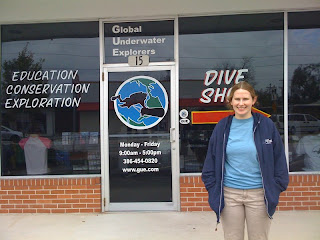 Global
Underwater
Explorers
15
EDUCATION
CONSERVATION
EXPLORATION
DIVE
SHO
Monday - Friday
9:00am - 5:00pm
386-454-0820
www.gue.com